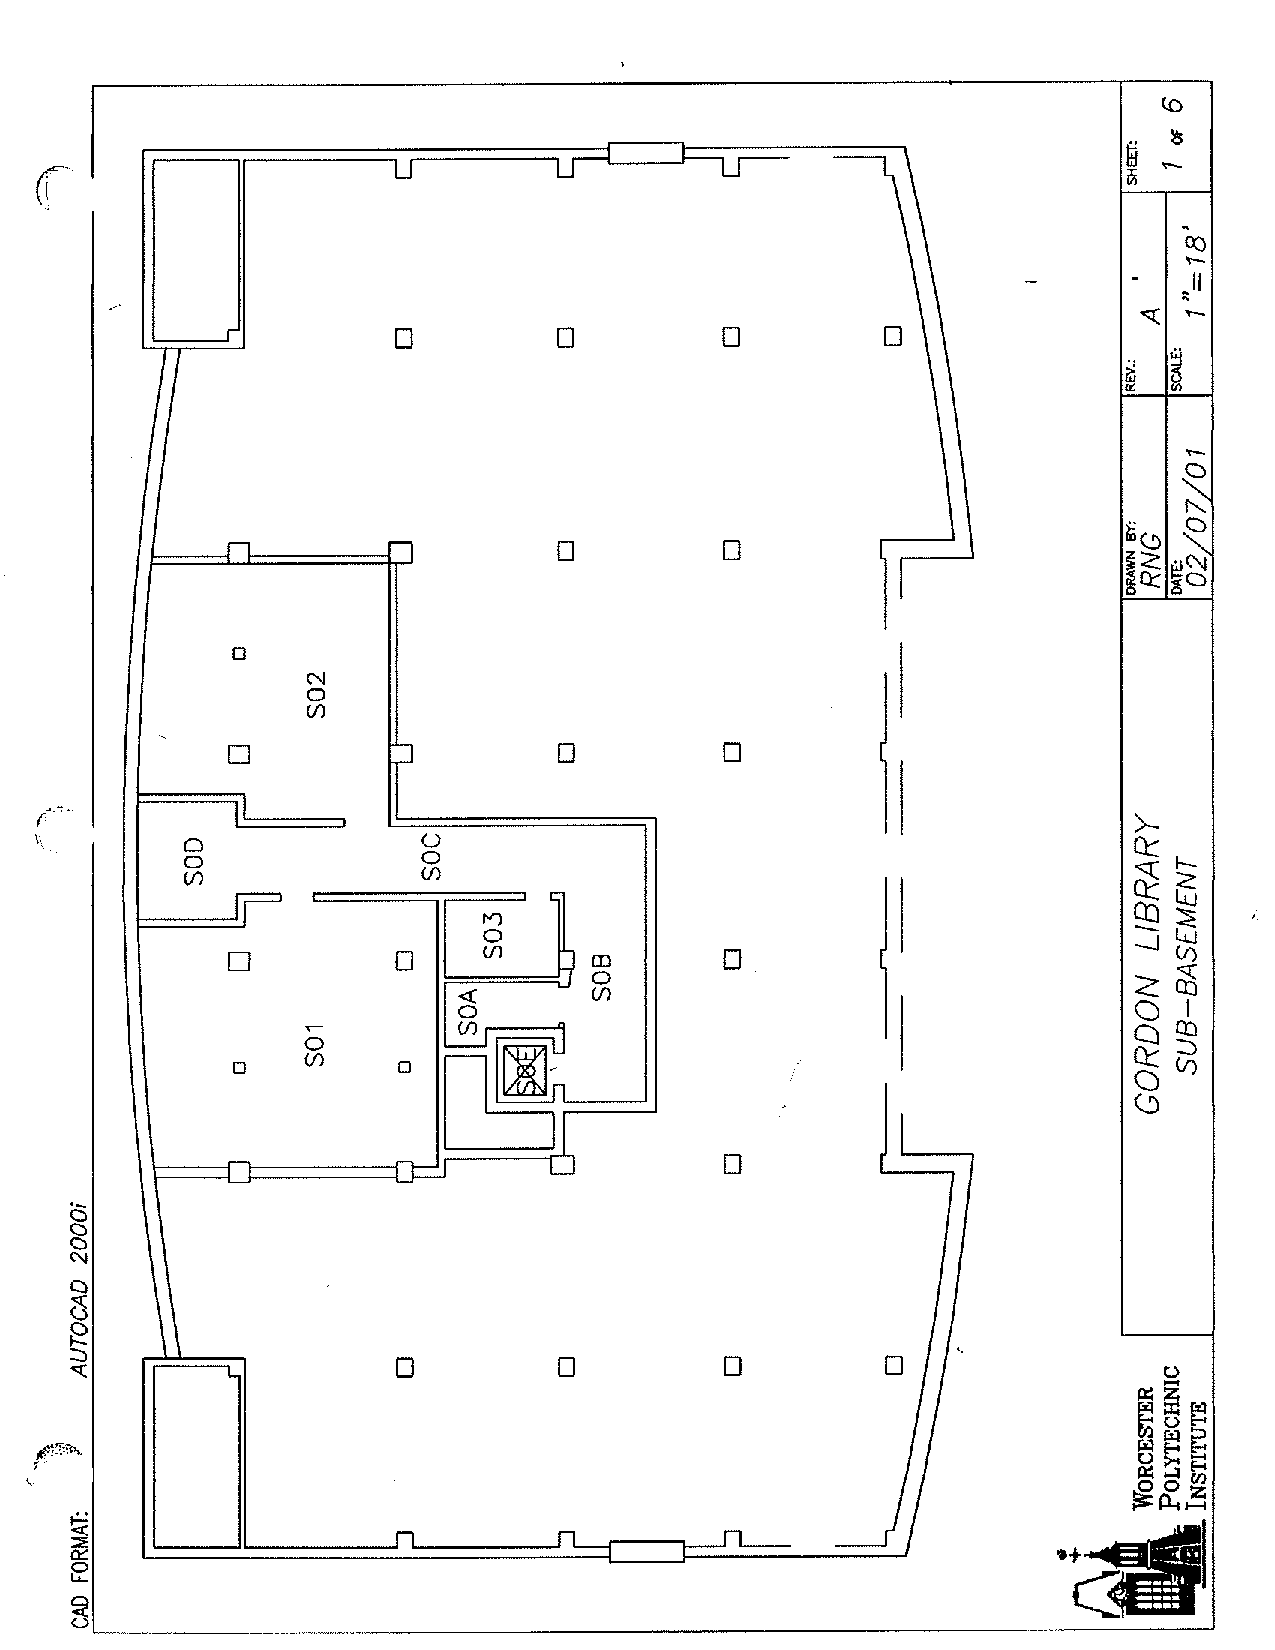 CAD FORMAT: AUTOCAD 2000i
S0D
S02
S01
S0C
S03
S0A
S0E
S0B
WORCESTER
POLYTECHNIC
INSTITUTE
GORDON LIBRARY
SUB-BASEMENT
DRAWN BY:
RNG
DATE:
02/07/01
REV.:
A
SCALE:
1"=18'
SHEET:
1 OF 6